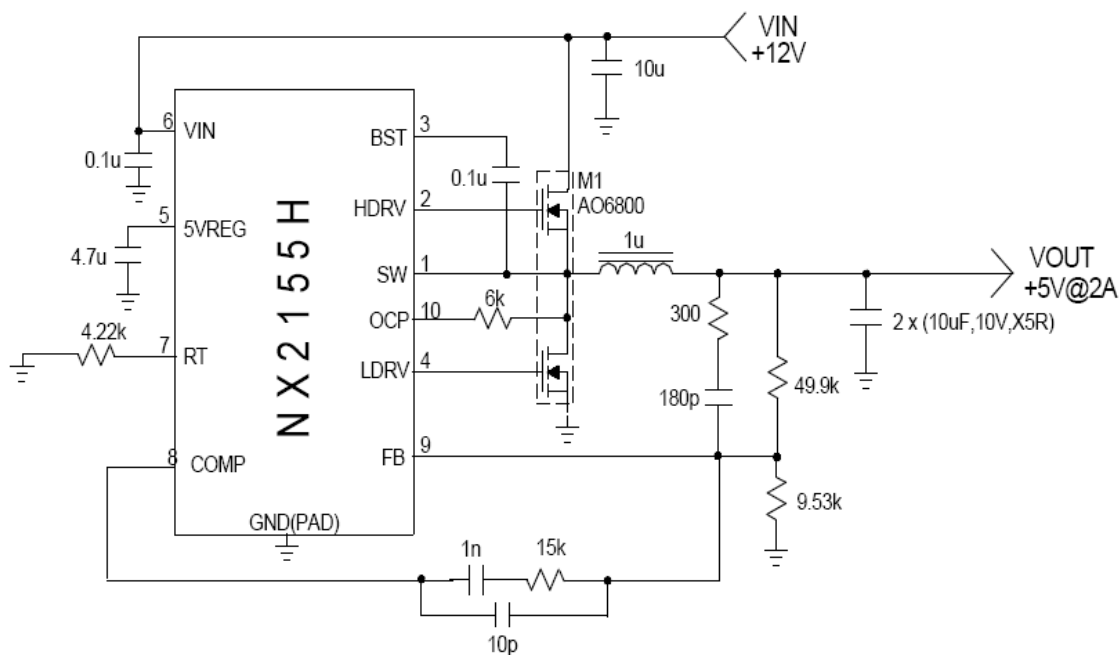 VIN
+12V
10u
6
VIN
BST
3
0.1u
0.1u
M1
AO6800
HDRV
2
5
5VREG
4.7u
NX2155H
SW
1
1u
VOUT
+5V@2A
6k
OCP
10
300
2 x (10uF,10V,X5R)
4.22k
7
RT
LDRV
4
180p
49.9k
8
COMP
FB
9
9.53k
GND(PAD)
1n
15k
10p